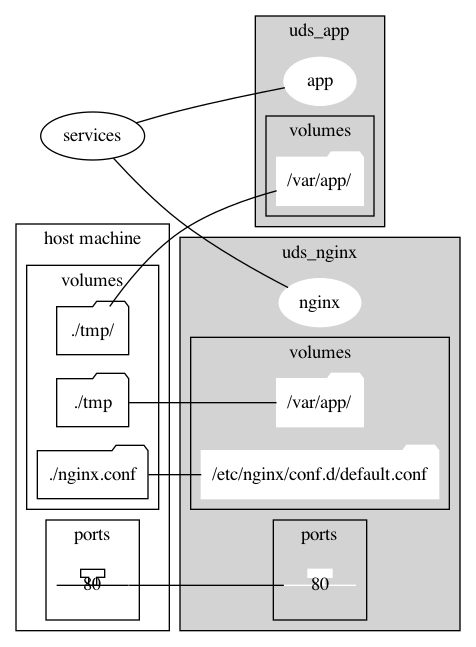 uds_app
app
services
volumes
/var/app/
host machine
volumes
./tmp/
./tmp
./nginx.conf
ports
80
uds_nginx
nginx
volumes
/var/app/
/etc/nginx/conf.d/default.conf
ports
80